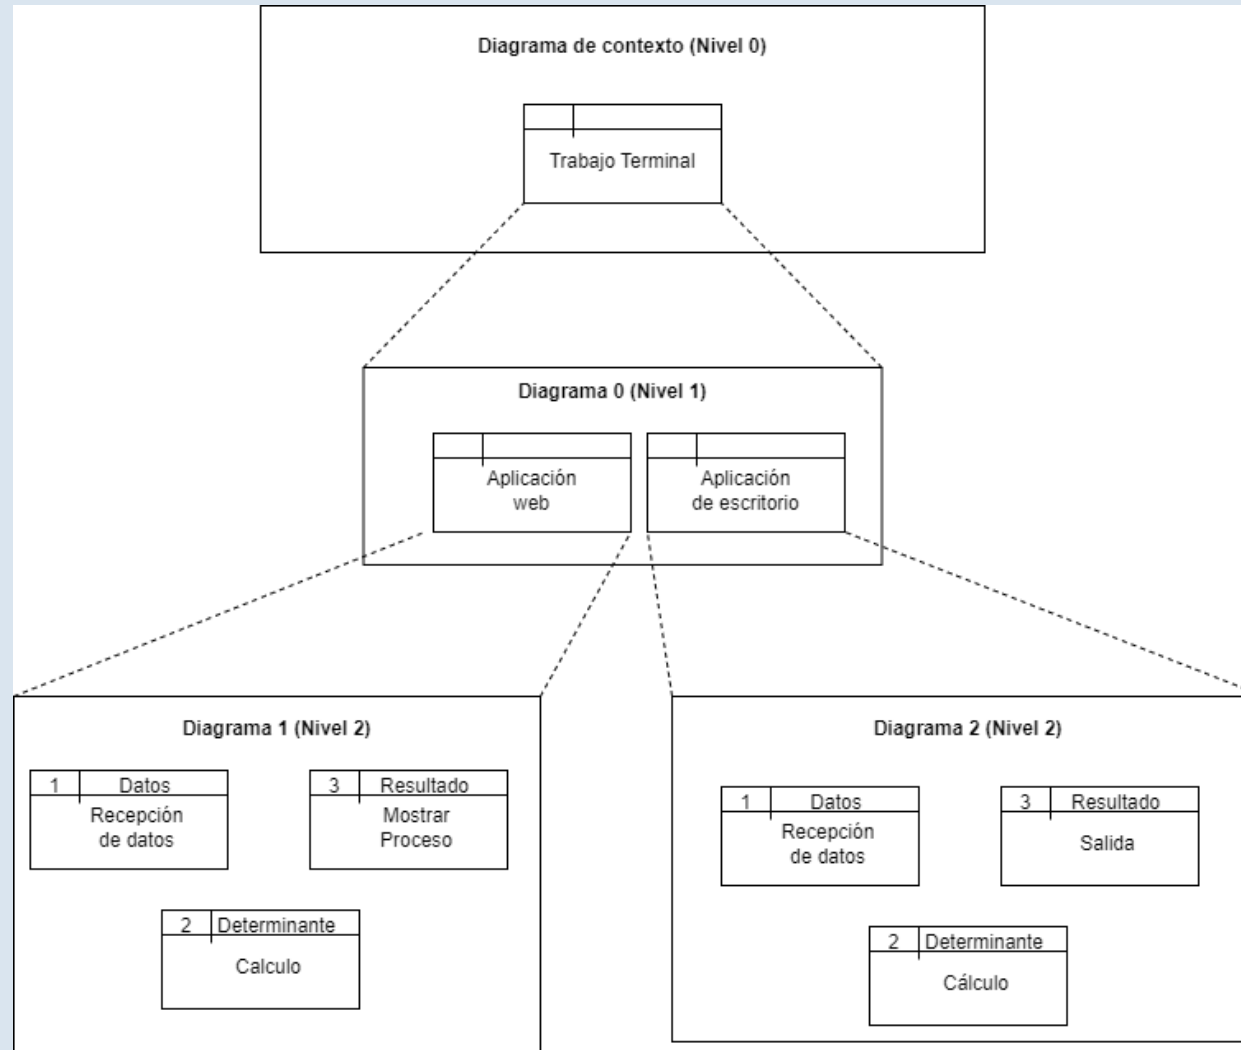 Diagrama de contexto (Nivel 0)
Trabajo Terminal
Diagrama 0 (Nivel 1)
Aplicación
web
Aplicación
de escritorio
Diagrama 1 (Nivel 2)
1 Datos
Recepción
de datos
3 Resultado
Mostrar
Proceso
2 Determinante
Calculo
Diagrama 2 (Nivel 2)
1 Datos
Recepción
de datos
3 Resultado
Salida
2 Determinante
Cálculo